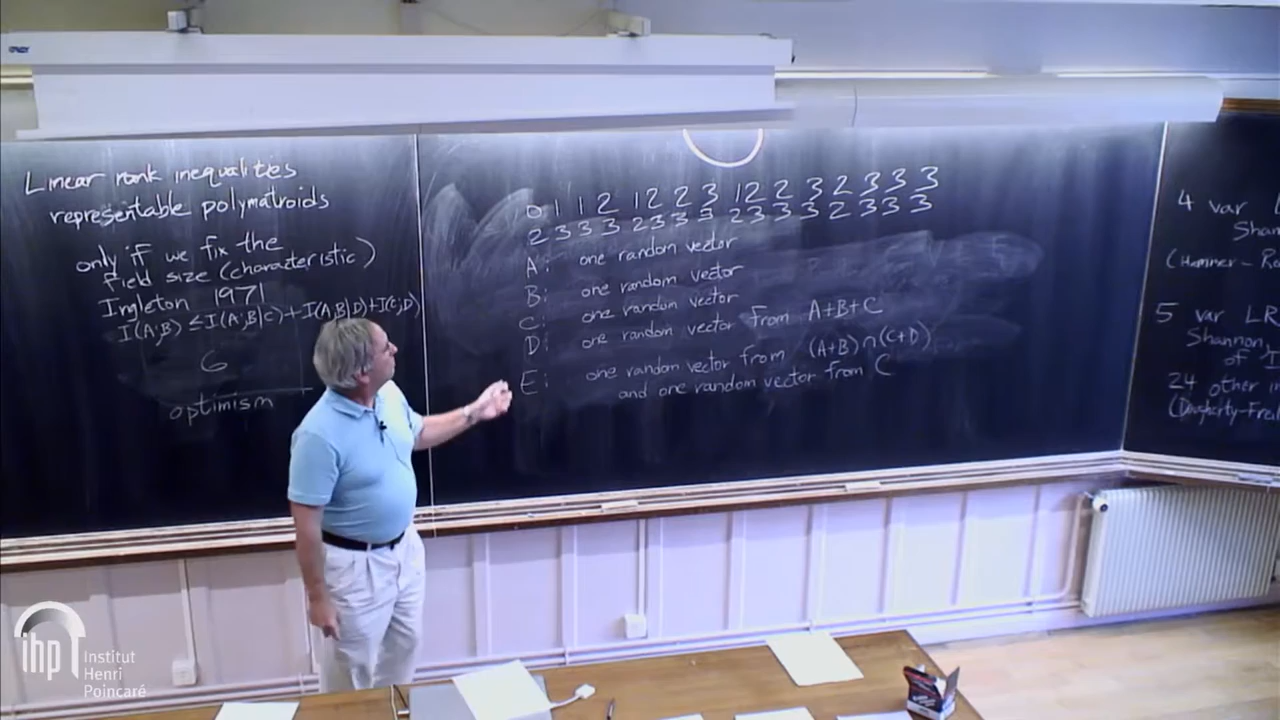 Linear rank inequalities
representable polymatroids
only if we fix the
field size (characteristic)
Ingleton 1971
I(A;B) ≤ I(A;B|C) + I(A;B|D) + I(C;D)
6
optimism
0 1 1 2 1 2 2 3 1 2 2 3 2 3 3 3
2 3 3 3 2 3 3 3 2 3 3 3 2 3 3 3
A: one random vector
B: one random vector
C: one random vector
D: one random vector from A+B+C
E: one random vector from (A+B)∩(C+D)
and one random vector from C
4 var
Shan
(Hammer-Ro
5 var LR
Shannon,
of I
24 other in
(Dougherty-Frei
ihp
Institut
Henri
Poincaré